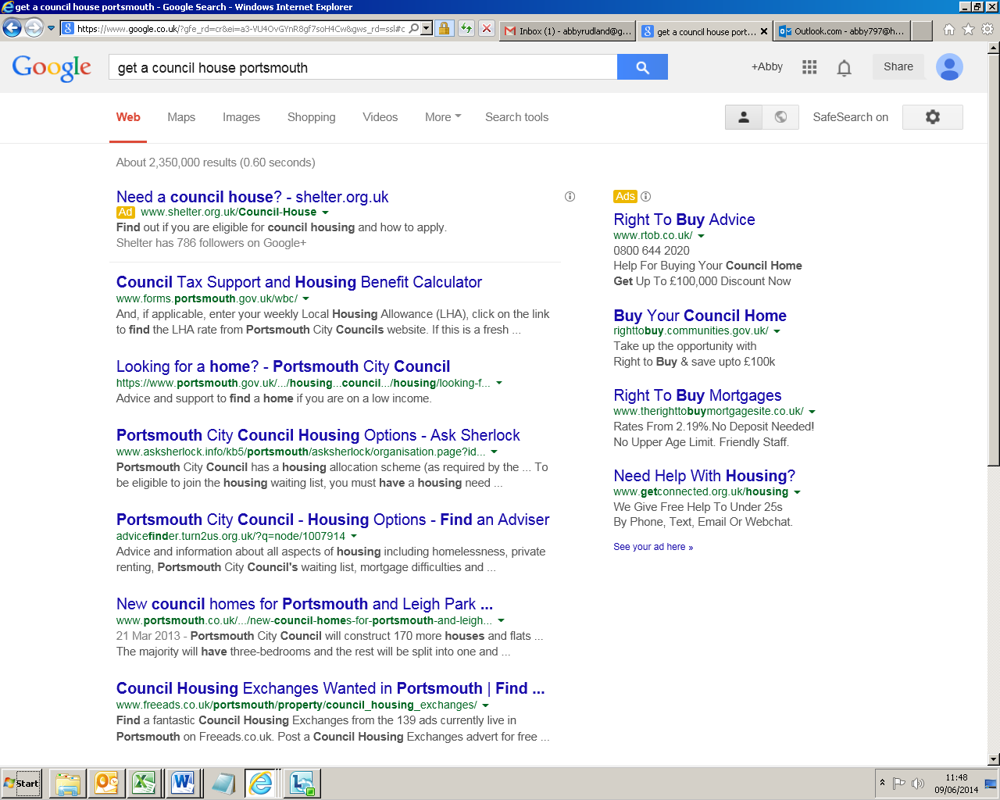 get a council house portsmouth - Google Search - Windows Internet Explorer
https://www.google.co.uk/?gfe_rd=cr&ei=a3-VU4OvGYnR8gf7soH4Cw&gws_rd=ssl#c
Inbox (1) - abbyrudland@g...
get a council house port...
Outlook.com - abby797@h...
Google
get a council house portsmouth
+Abby
Share
Web
Maps
Images
Shopping
Videos
More
Search tools
SafeSearch on
About 2,350,000 results (0.60 seconds)
Need a council house? - shelter.org.uk
Ad www.shelter.org.uk/Council-House
Find out if you are eligible for council housing and how to apply.
Shelter has 786 followers on Google+
Council Tax Support and Housing Benefit Calculator
www.forms.portsmouth.gov.uk/wbc/
And, if applicable, enter your weekly Local Housing Allowance (LHA), click on the link
to find the LHA rate from Portsmouth City Councils website. If this is a fresh ...
Looking for a home? - Portsmouth City Council
https://www.portsmouth.gov.uk/.../housing...council.../housing/looking-f...
Advice and support to find a home if you are on a low income.
Portsmouth City Council Housing Options - Ask Sherlock
www.asksherlock.info/kb5/portsmouth/asksherlock/organisation.page?id...
Portsmouth City Council has a housing allocation scheme (as required by the ... To
be eligible to join the housing waiting list, you must have a housing need ...
Portsmouth City Council - Housing Options - Find an Adviser
advicefinder.turn2us.org.uk/?q=node/1007914
Advice and information about all aspects of housing including homelessness, private
renting, Portsmouth City Council's waiting list, mortgage difficulties and ...
New council homes for Portsmouth and Leigh Park ...
www.portsmouth.co.uk/.../new-council-homes-for-portsmouth-and-leigh...
21 Mar 2013 - Portsmouth City Council will construct 170 more houses and flats ...
The majority will have three-bedrooms and the rest will be split into one and ...
Council Housing Exchanges Wanted in Portsmouth | Find ...
www.freeads.co.uk/portsmouth/property/council_housing_exchanges/
Find a fantastic Council Housing Exchanges from the 139 ads currently live in
Portsmouth on Freeads.co.uk. Post a Council Housing Exchanges advert for free ...
Ads
Right To Buy Advice
www.rtob.co.uk/
0800 644 2020
Help For Buying Your Council Home
Get Up To £100,000 Discount Now
Buy Your Council Home
righttobuy.communities.gov.uk/
Take up the opportunity with
Right to Buy & save upto £100k
Right To Buy Mortgages
www.therighttobuymortgagesite.co.uk/
Rates From 2.19%.No Deposit Needed!
No Upper Age Limit. Friendly Staff.
Need Help With Housing?
www.getconnected.org.uk/housing
We Give Free Help To Under 25s
By Phone, Text, Email Or Webchat.
See your ad here »
Start
11:48
09/06/2014